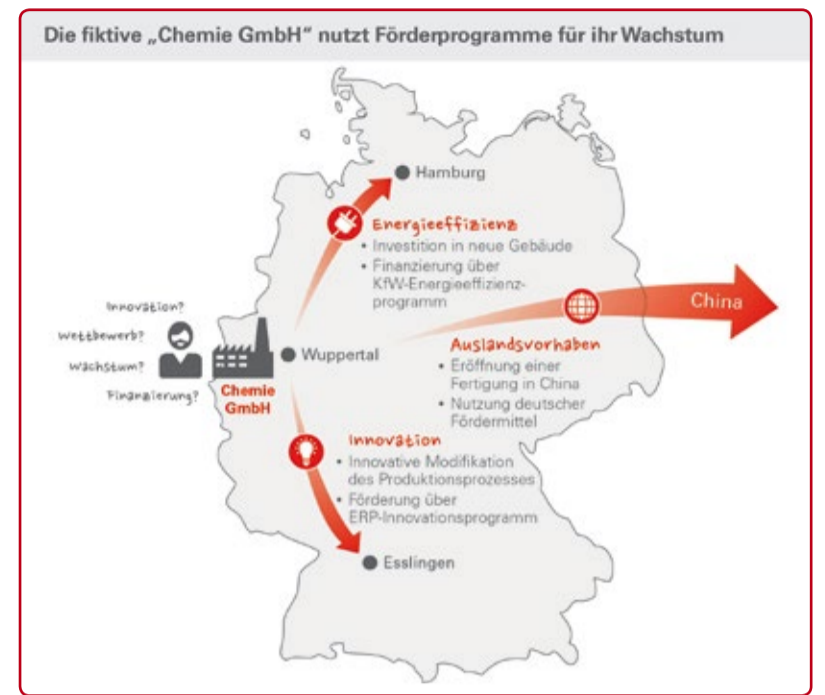 Die fiktive „Chemie GmbH“ nutzt Förderprogramme für ihr Wachstum
Hamburg
Energieeffizienz
• Investition in neue Gebäude
• Finanzierung über
KfW-Energieeffizienz-
programm
China
Innovation?
Wettbewerb?
Wachstum?
Finanzierung?
Chemie
GmbH
Wuppertal
Auslandsvorhaben
• Eröffnung einer
Fertigung in China
• Nutzung deutscher
Fördermittel
Innovation
• Innovative Modifikation
des Produktionsprozesses
• Förderung über
ERP-Innovationsprogramm
Esslingen